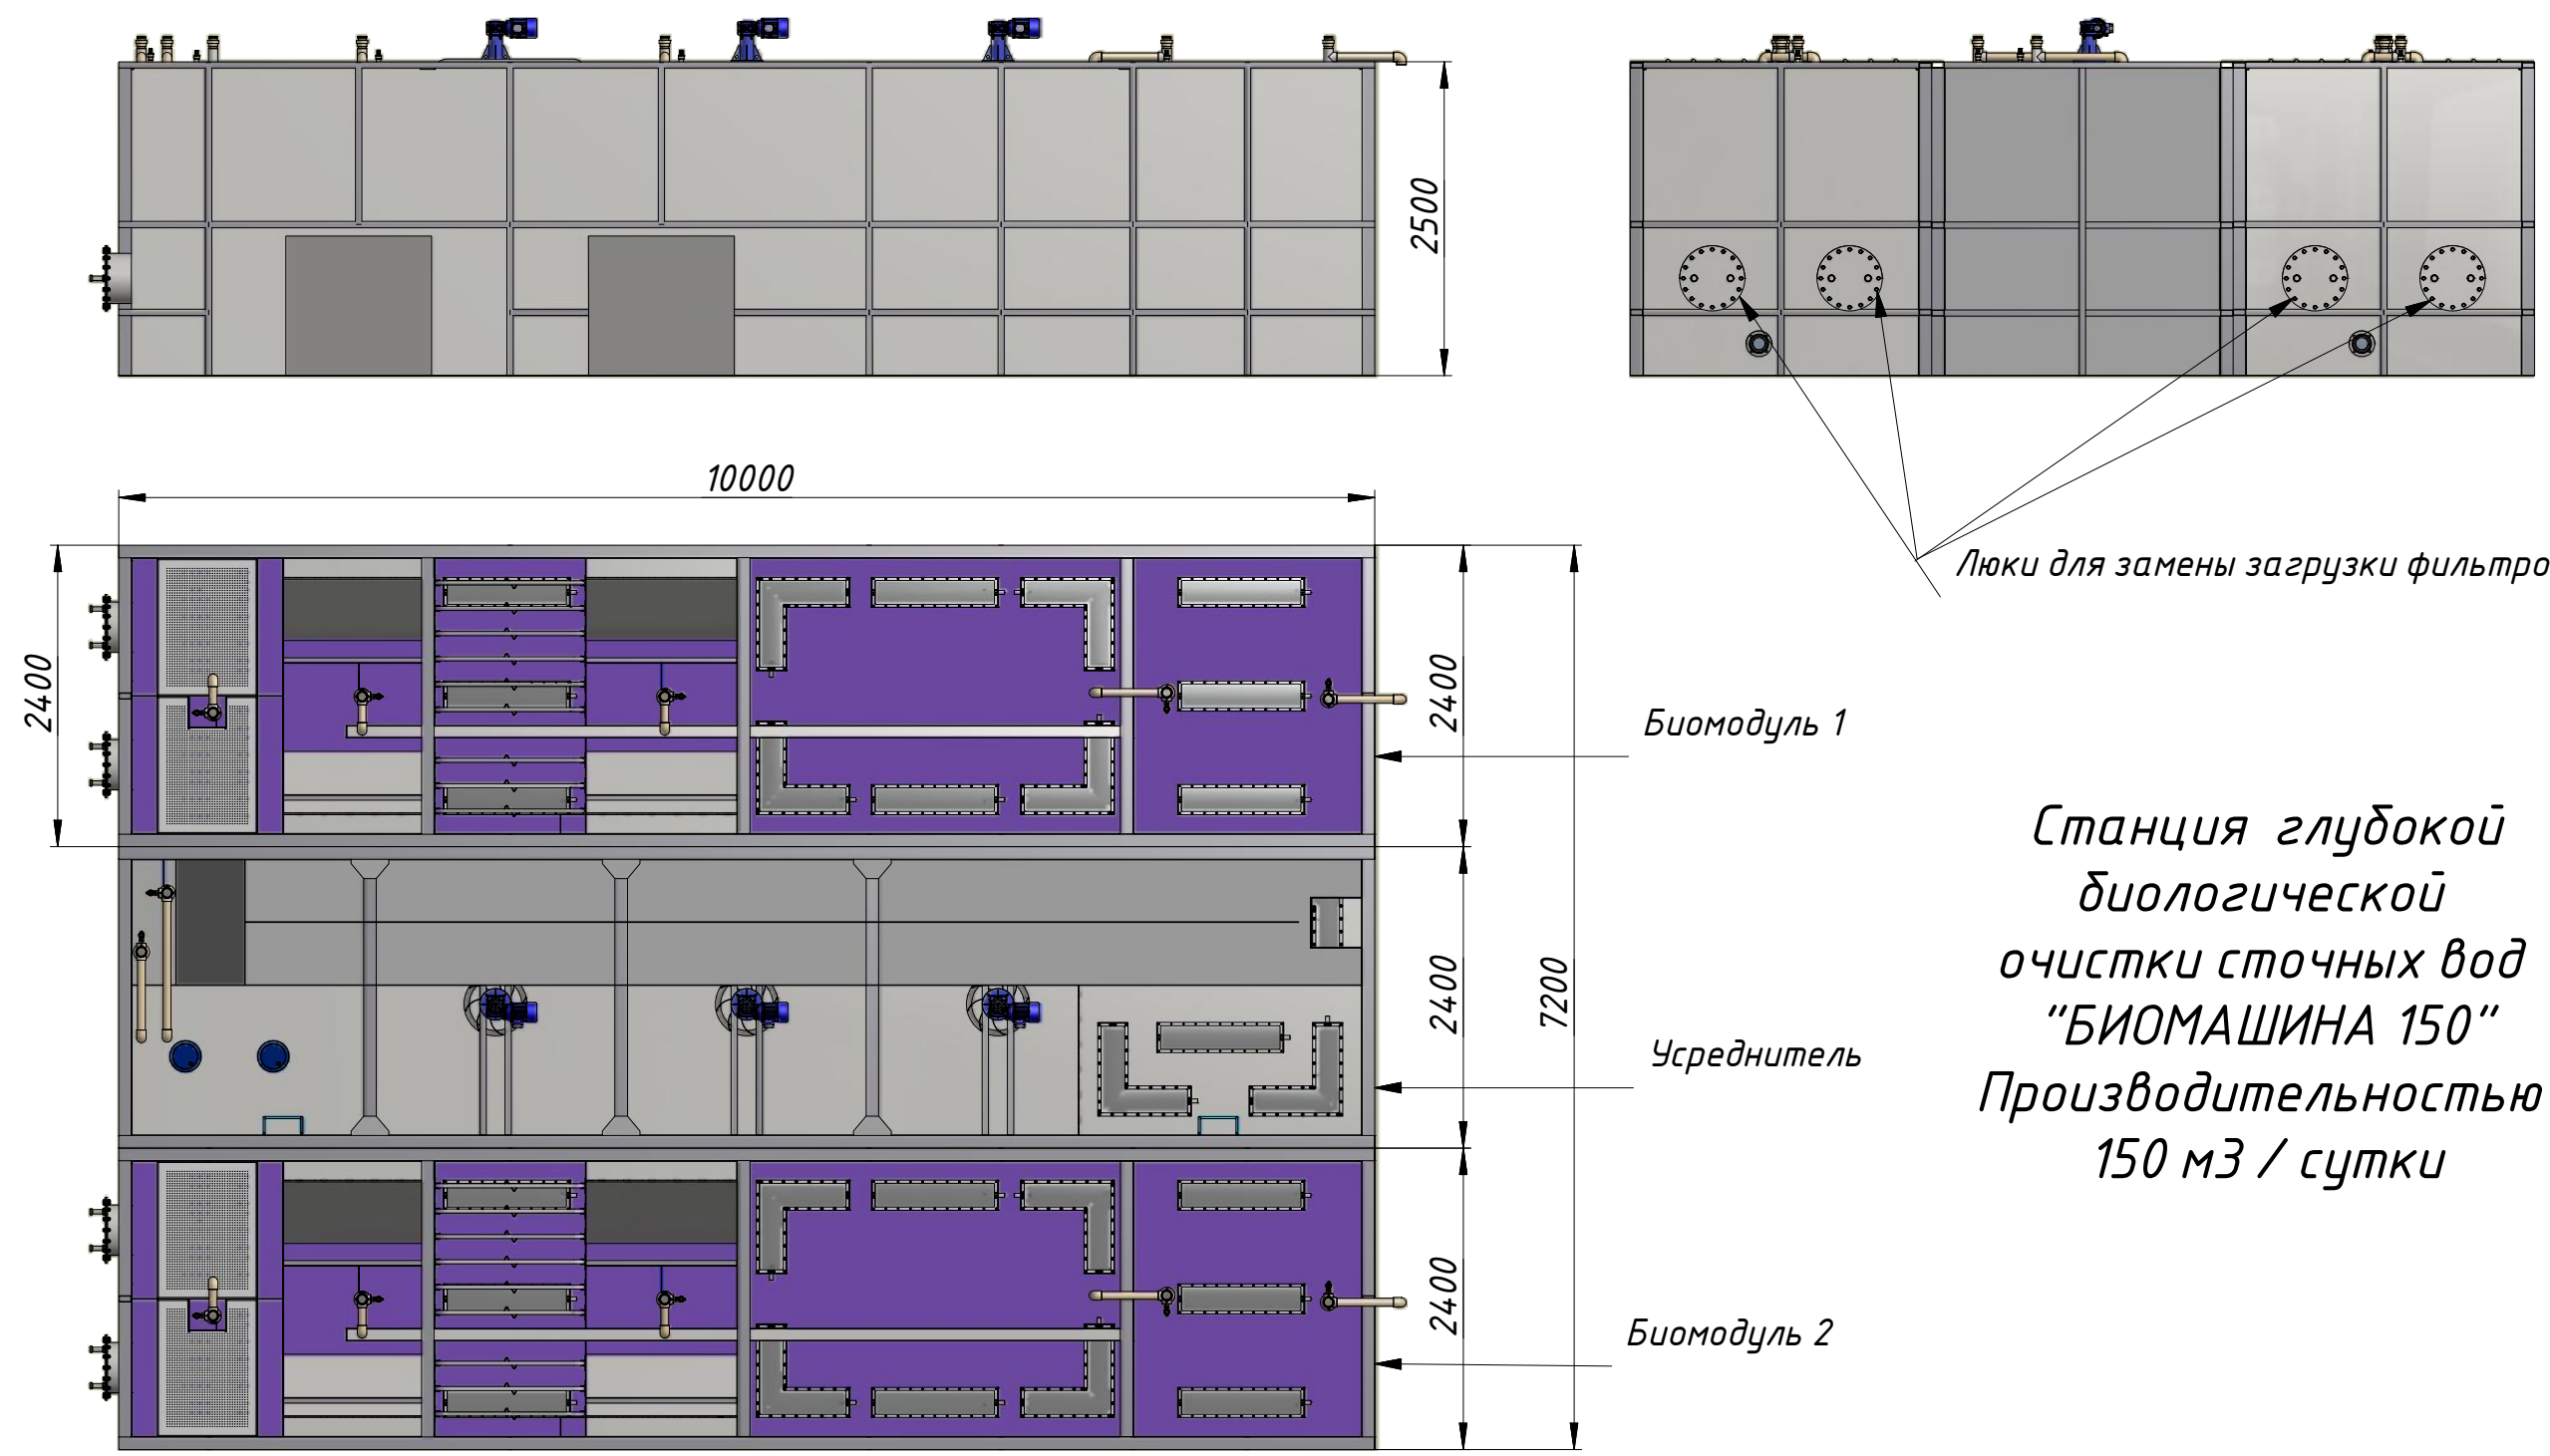 2500
10000
Люки для замены загрузки фильтро
2400
2400
Биомодуль 1
Станция глубокой
биологической
очистки сточных вод
"БИОМАШИНА 150"
Производительностью
150 м3 / сутки
2400
7200
Усреднитель
2400
Биомодуль 2